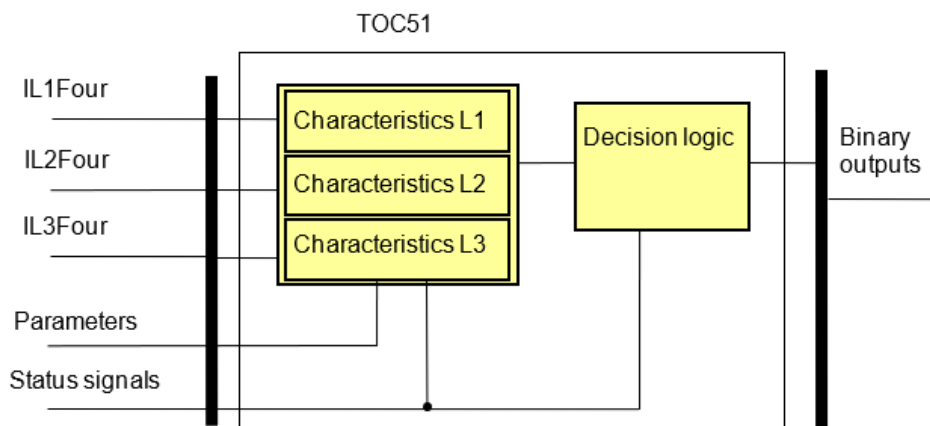 TOC51
IL1Four
IL2Four
IL3Four
Parameters
Status signals
Characteristics L1
Characteristics L2
Characteristics L3
Decision logic
Binary
outputs